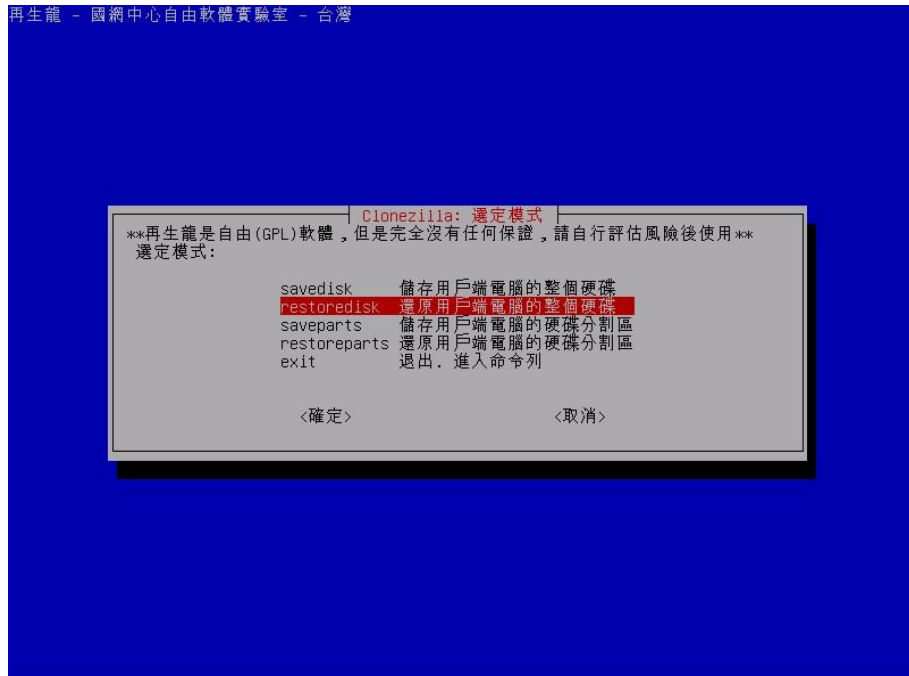 再生龍 - 國網中心自由軟體實驗室 - 台灣
Clonezilla: 選定模式
**再生龍是自由(GPL)軟體，但是完全沒有任何保證，請自行評估風險後使用**
選定模式:
savedisk 儲存用戶端電腦的整個硬碟
restoredisk 還原用戶端電腦的整個硬碟
saveparts 儲存用戶端電腦的硬碟分割區
restoreparts 還原用戶端電腦的硬碟分割區
exit 退出. 進入命令列
<確定> <取消>